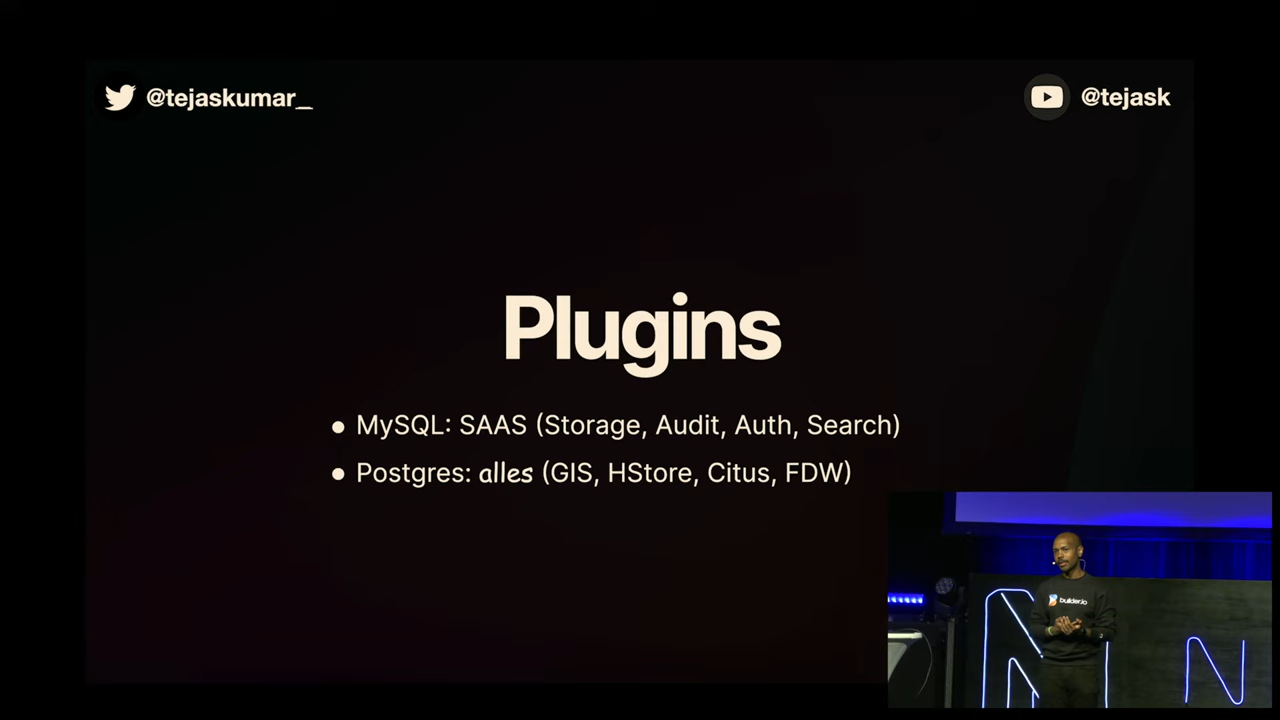 @tejaskumar_
@tejask
Plugins
• MySQL: SAAS (Storage, Audit, Auth, Search)
• Postgres: alles (GIS, HStore, Citus, FDW)
builder.io